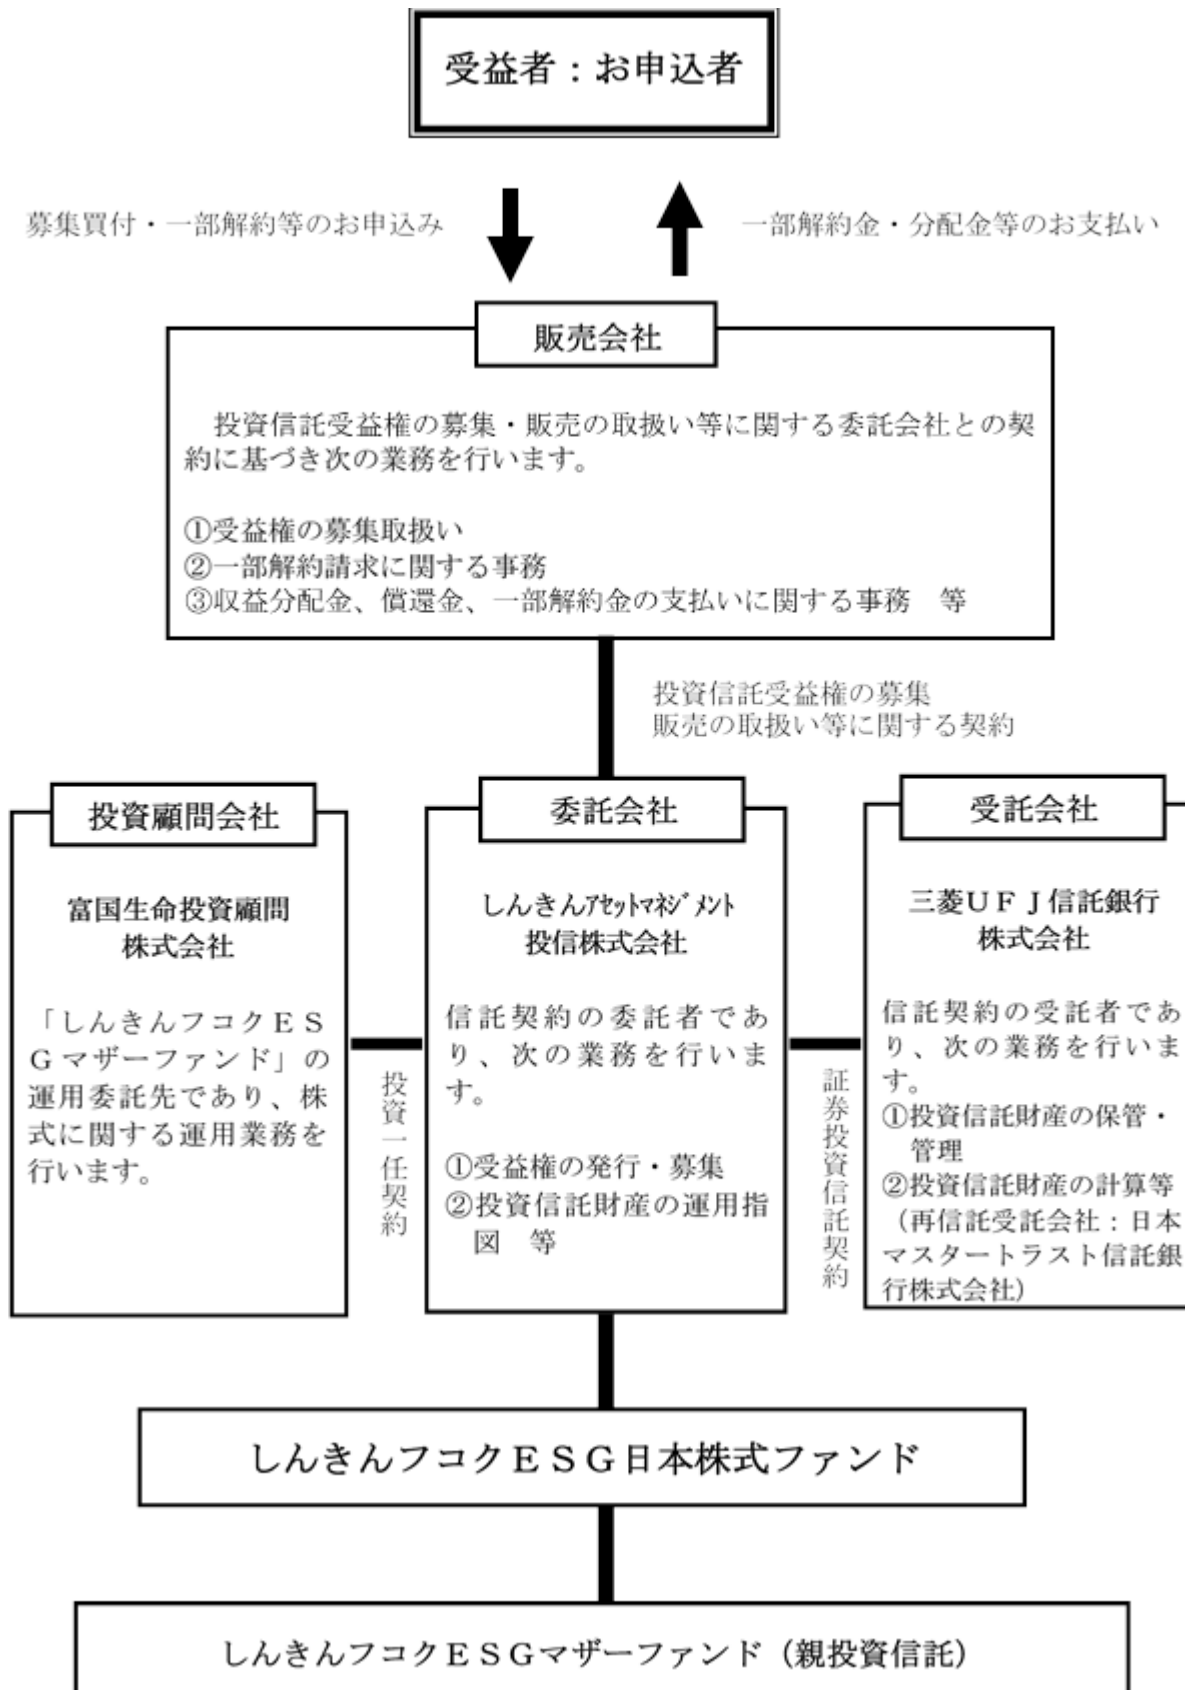 受益者：お申込者
募集買付・一部解約等のお申込み
一部解約金・分配金等のお支払い
販売会社
投資信託受益権の募集・販売の取扱い等に関する委託会社との契
約に基づき次の業務を行います。
①受益権の募集取扱い
②一部解約請求に関する事務
③収益分配金、償還金、一部解約金の支払いに関する事務　等
投資信託受益権の募集
販売の取扱い等に関する契約
投資顧問会社
富国生命投資顧問
株式会社
「しんきんフコクＥＳ
Ｇマザーファンド」の
運用委託先であり、株
式に関する運用業務を
行います。
投資一任契約
委託会社
しんきんｱｾｯﾄﾏﾈｼﾞﾒﾝﾄ
投信株式会社
信託契約の委託者であ
り、次の業務を行いま
す。
①受益権の発行・募集
②投資信託財産の運用指
図　等
証券投資信託契約
受託会社
三菱ＵＦＪ信託銀行
株式会社
信託契約の受託者であ
り、次の業務を行いま
す。
①投資信託財産の保管・
管理
②投資信託財産の計算等
（再信託受託会社：日本
マスタートラスト信託銀
行株式会社）
しんきんフコクＥＳＧ日本株式ファンド
しんきんフコクＥＳＧマザーファンド（親投資信託）